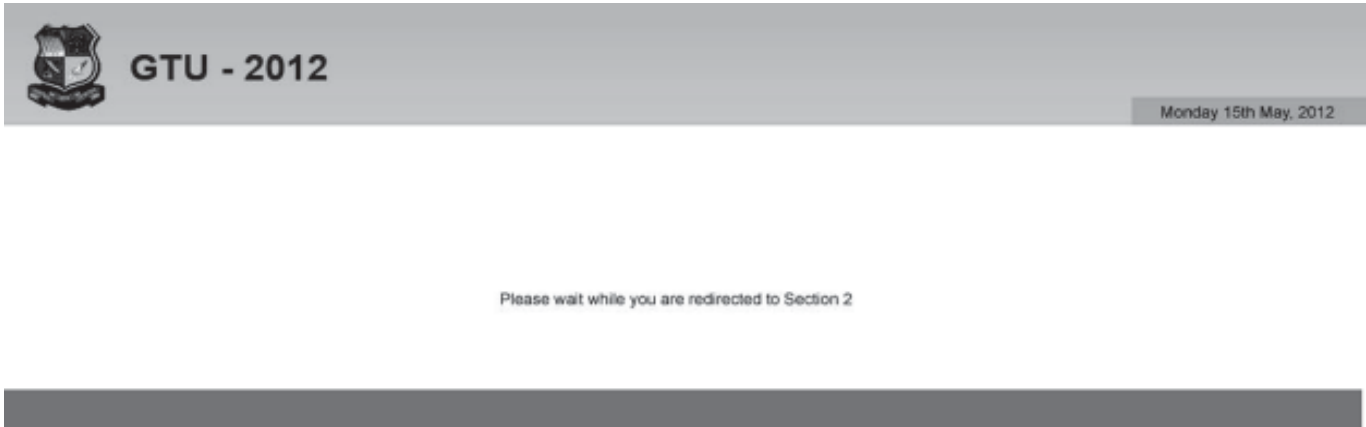 GTU - 2012
Monday 15th May, 2012
Please wait while you are redirected to Section 2